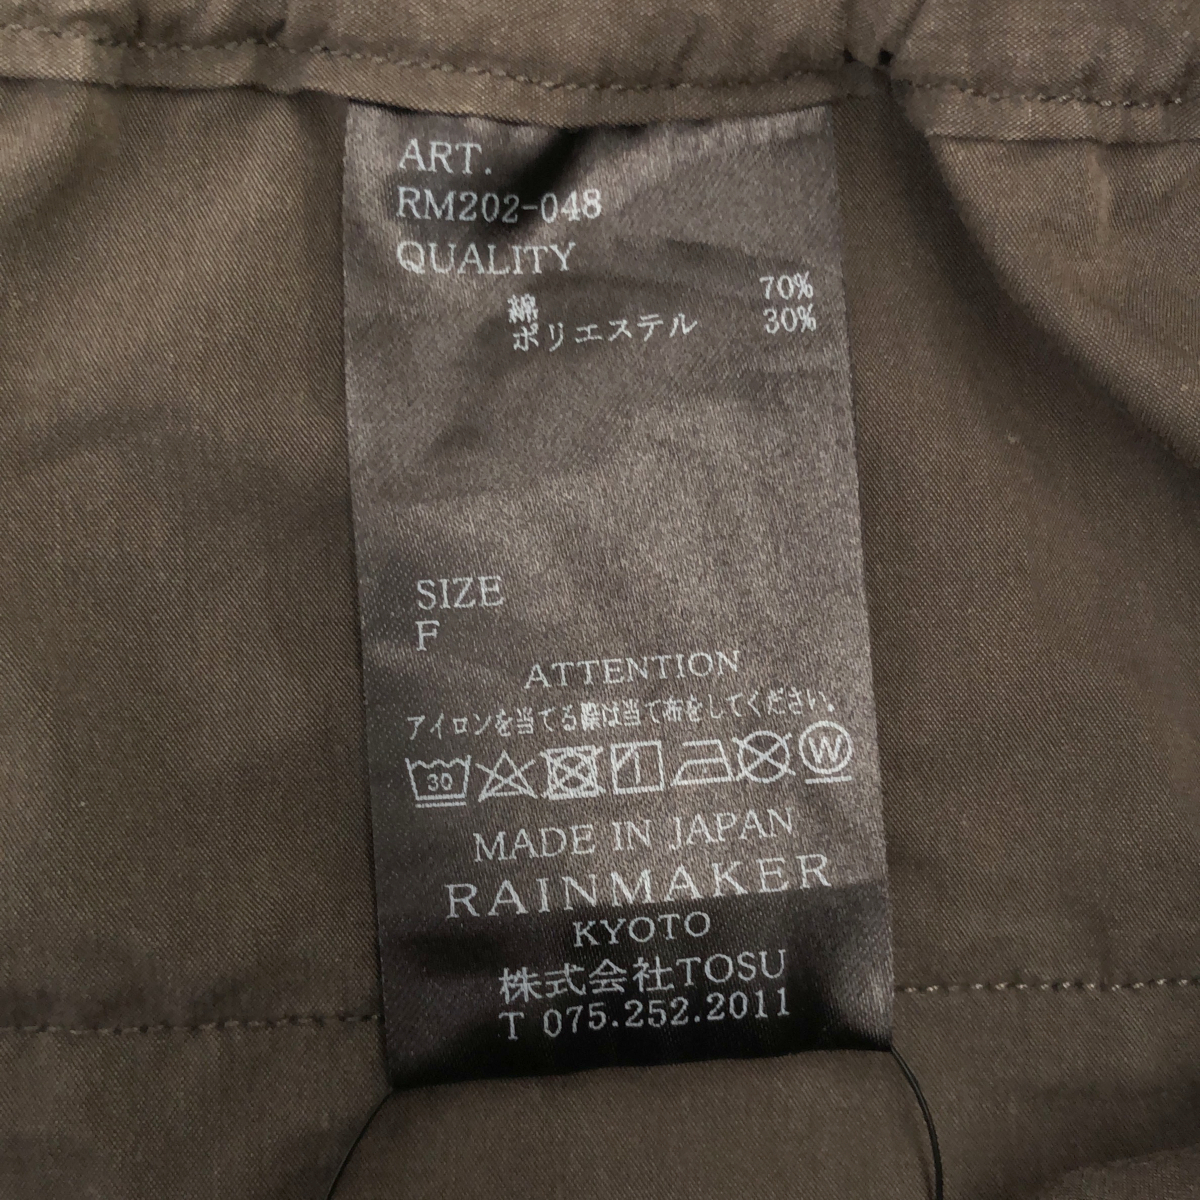 ART.
RM202-048
QUALITY
綿 70%
ポリエステル 30%
SIZE
F
ATTENTION
アイロンを当てる際は当て布をしてください。
30 W
MADE IN JAPAN
RAINMAKER
KYOTO
株式会社TOSU
T 075.252.2011